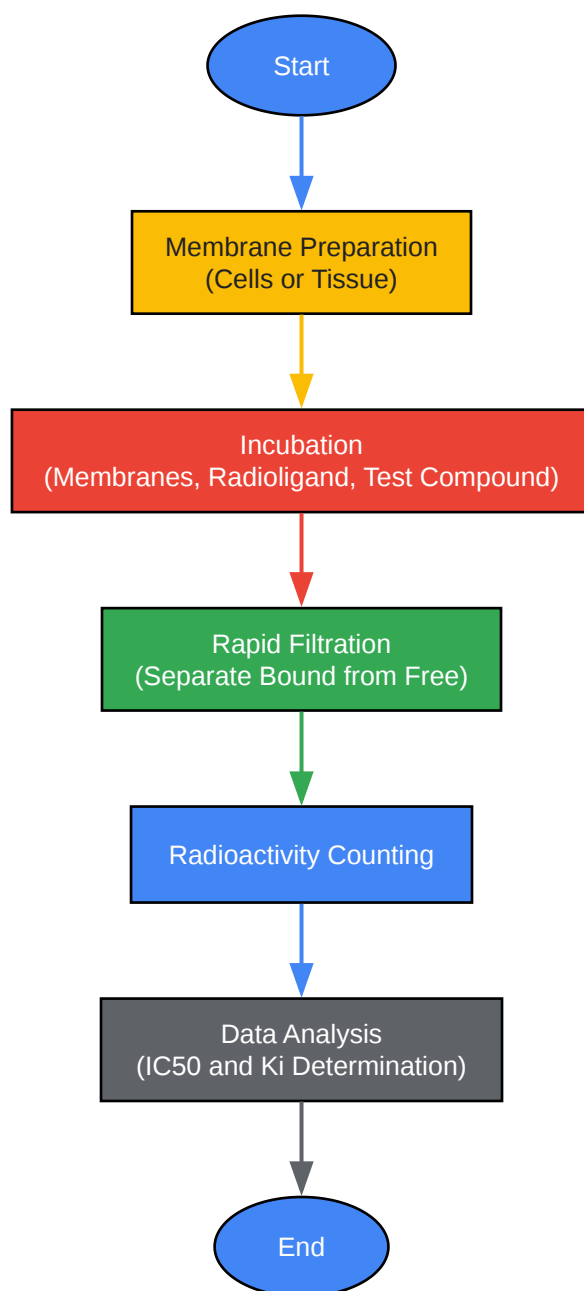 Start
Membrane Preparation
(Cells or Tissue)
Incubation
(Membranes, Radioligand, Test Compound)
Rapid Filtration
(Separate Bound from Free)
Radioactivity Counting
Data Analysis
(IC50 and Ki Determination)
End